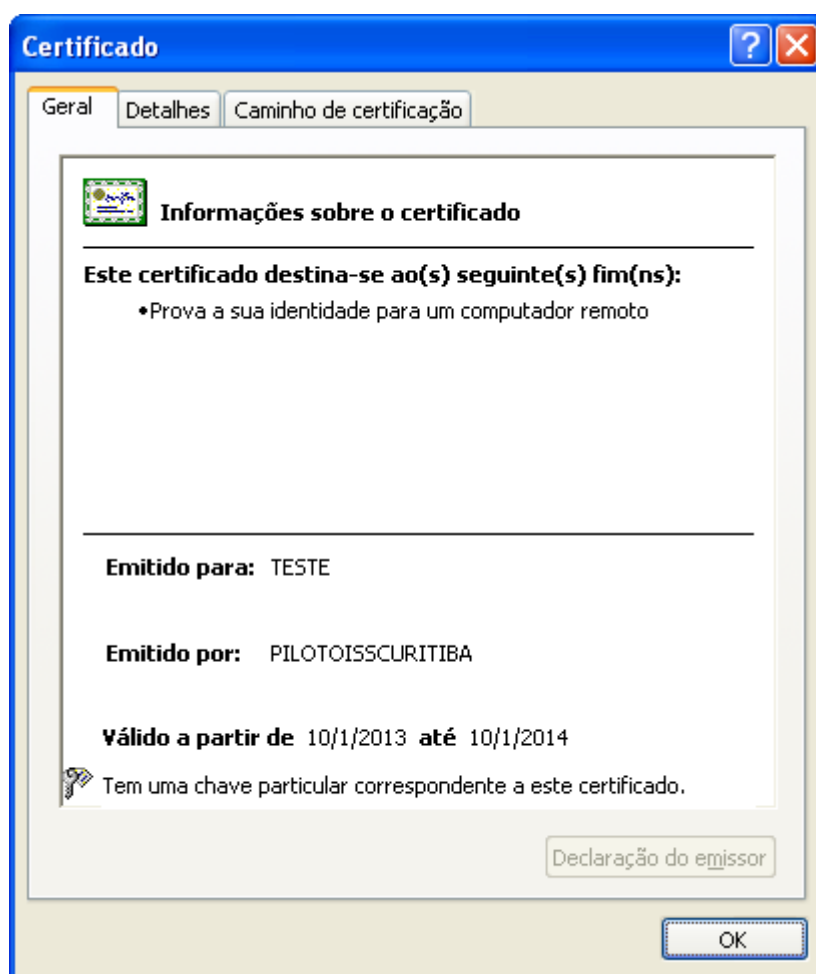 Certificado
Geral
Detalhes
Caminho de certificação
Informações sobre o certificado
Este certificado destina-se ao(s) seguinte(s) fim(ns):
•Prova a sua identidade para um computador remoto
Emitido para: TESTE
Emitido por: PILOTOISSCURITIBA
Válido a partir de 10/1/2013 até 10/1/2014
Tem uma chave particular correspondente a este certificado.
Declaração do emissor
OK